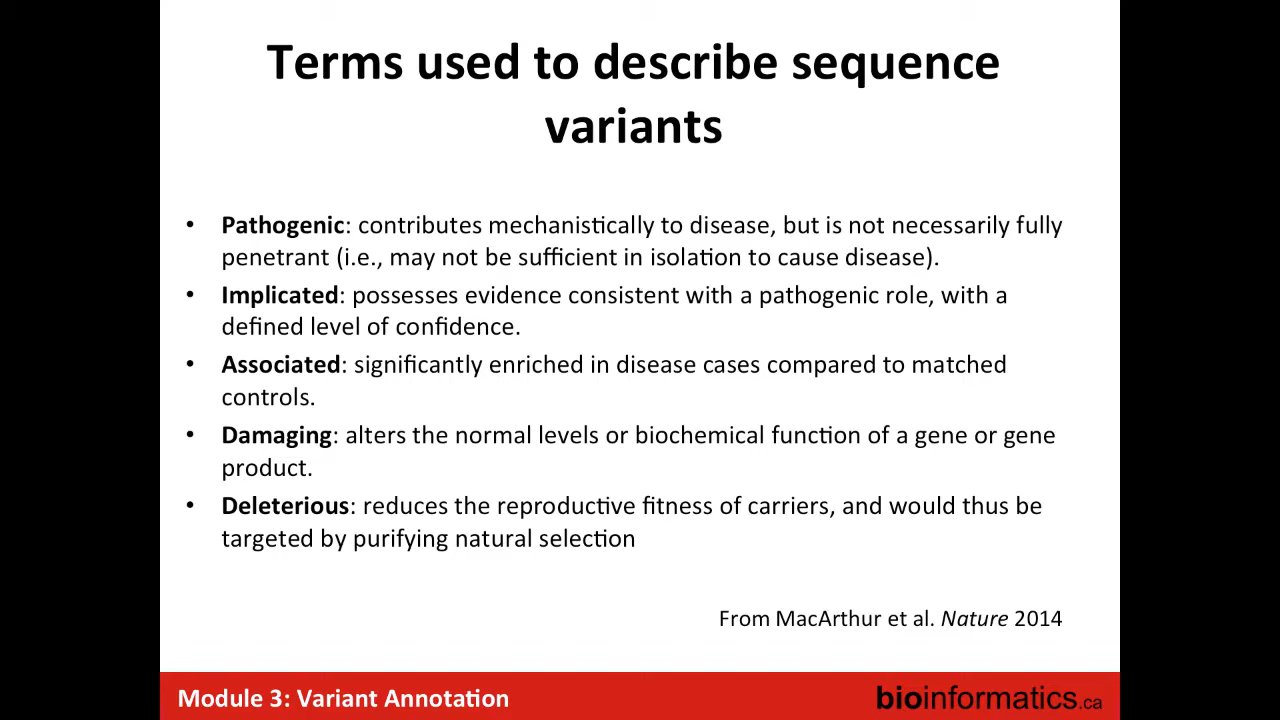 Terms used to describe sequence
variants
• Pathogenic: contributes mechanistically to disease, but is not necessarily fully
penetrant (i.e., may not be sufficient in isolation to cause disease).
• Implicated: possesses evidence consistent with a pathogenic role, with a
defined level of confidence.
• Associated: significantly enriched in disease cases compared to matched
controls.
• Damaging: alters the normal levels or biochemical function of a gene or gene
product.
• Deleterious: reduces the reproductive fitness of carriers, and would thus be
targeted by purifying natural selection
From MacArthur et al. Nature 2014
Module 3: Variant Annotation
bioinformatics.ca